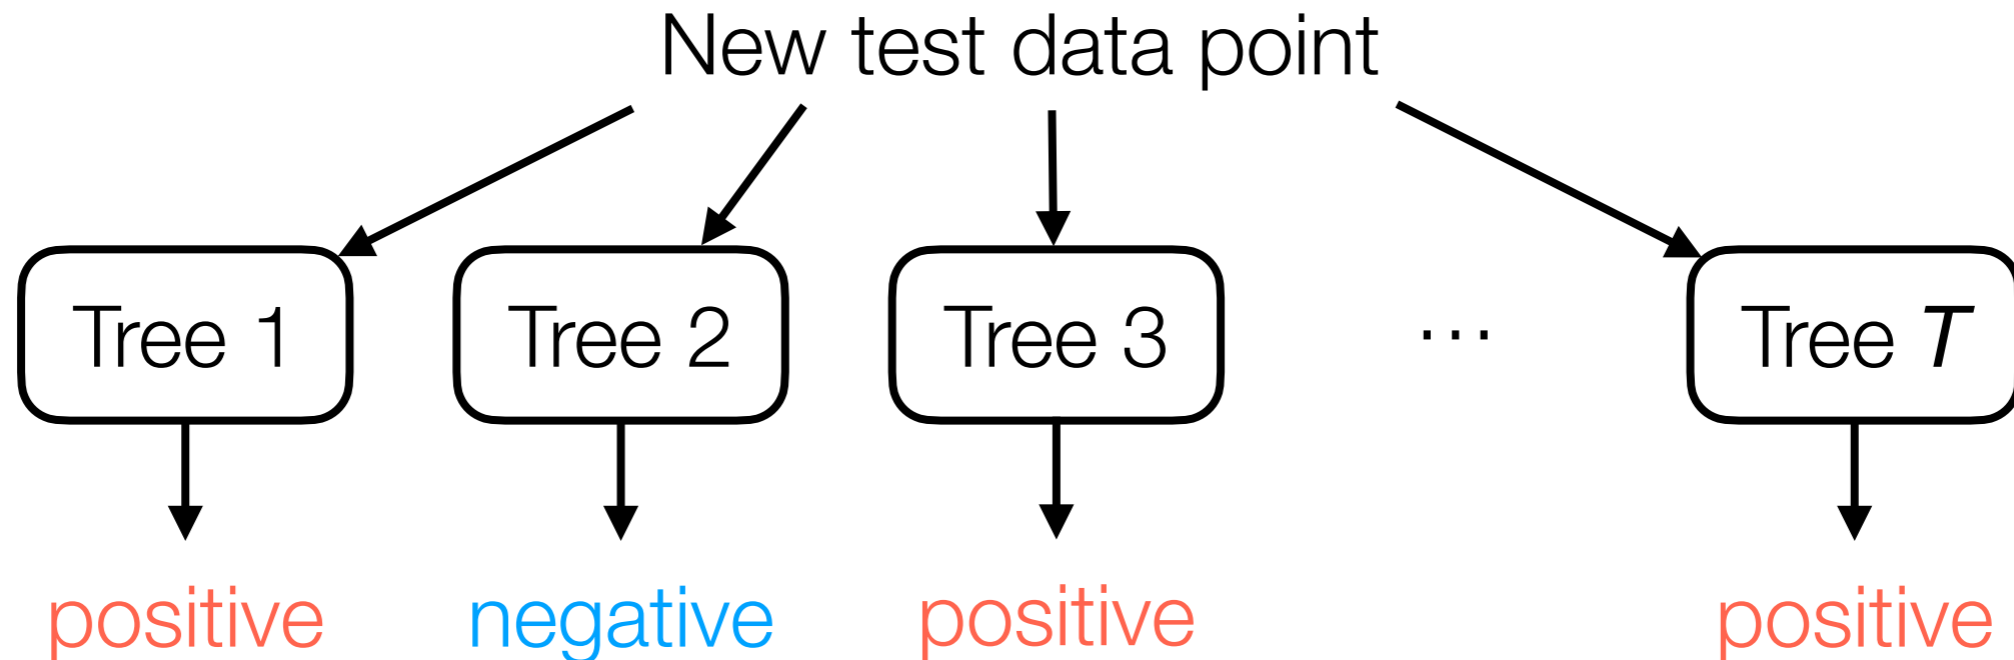 New test data point
Tree 1
Tree 2
Tree 3
...
Tree T
positive
negative
positive
positive